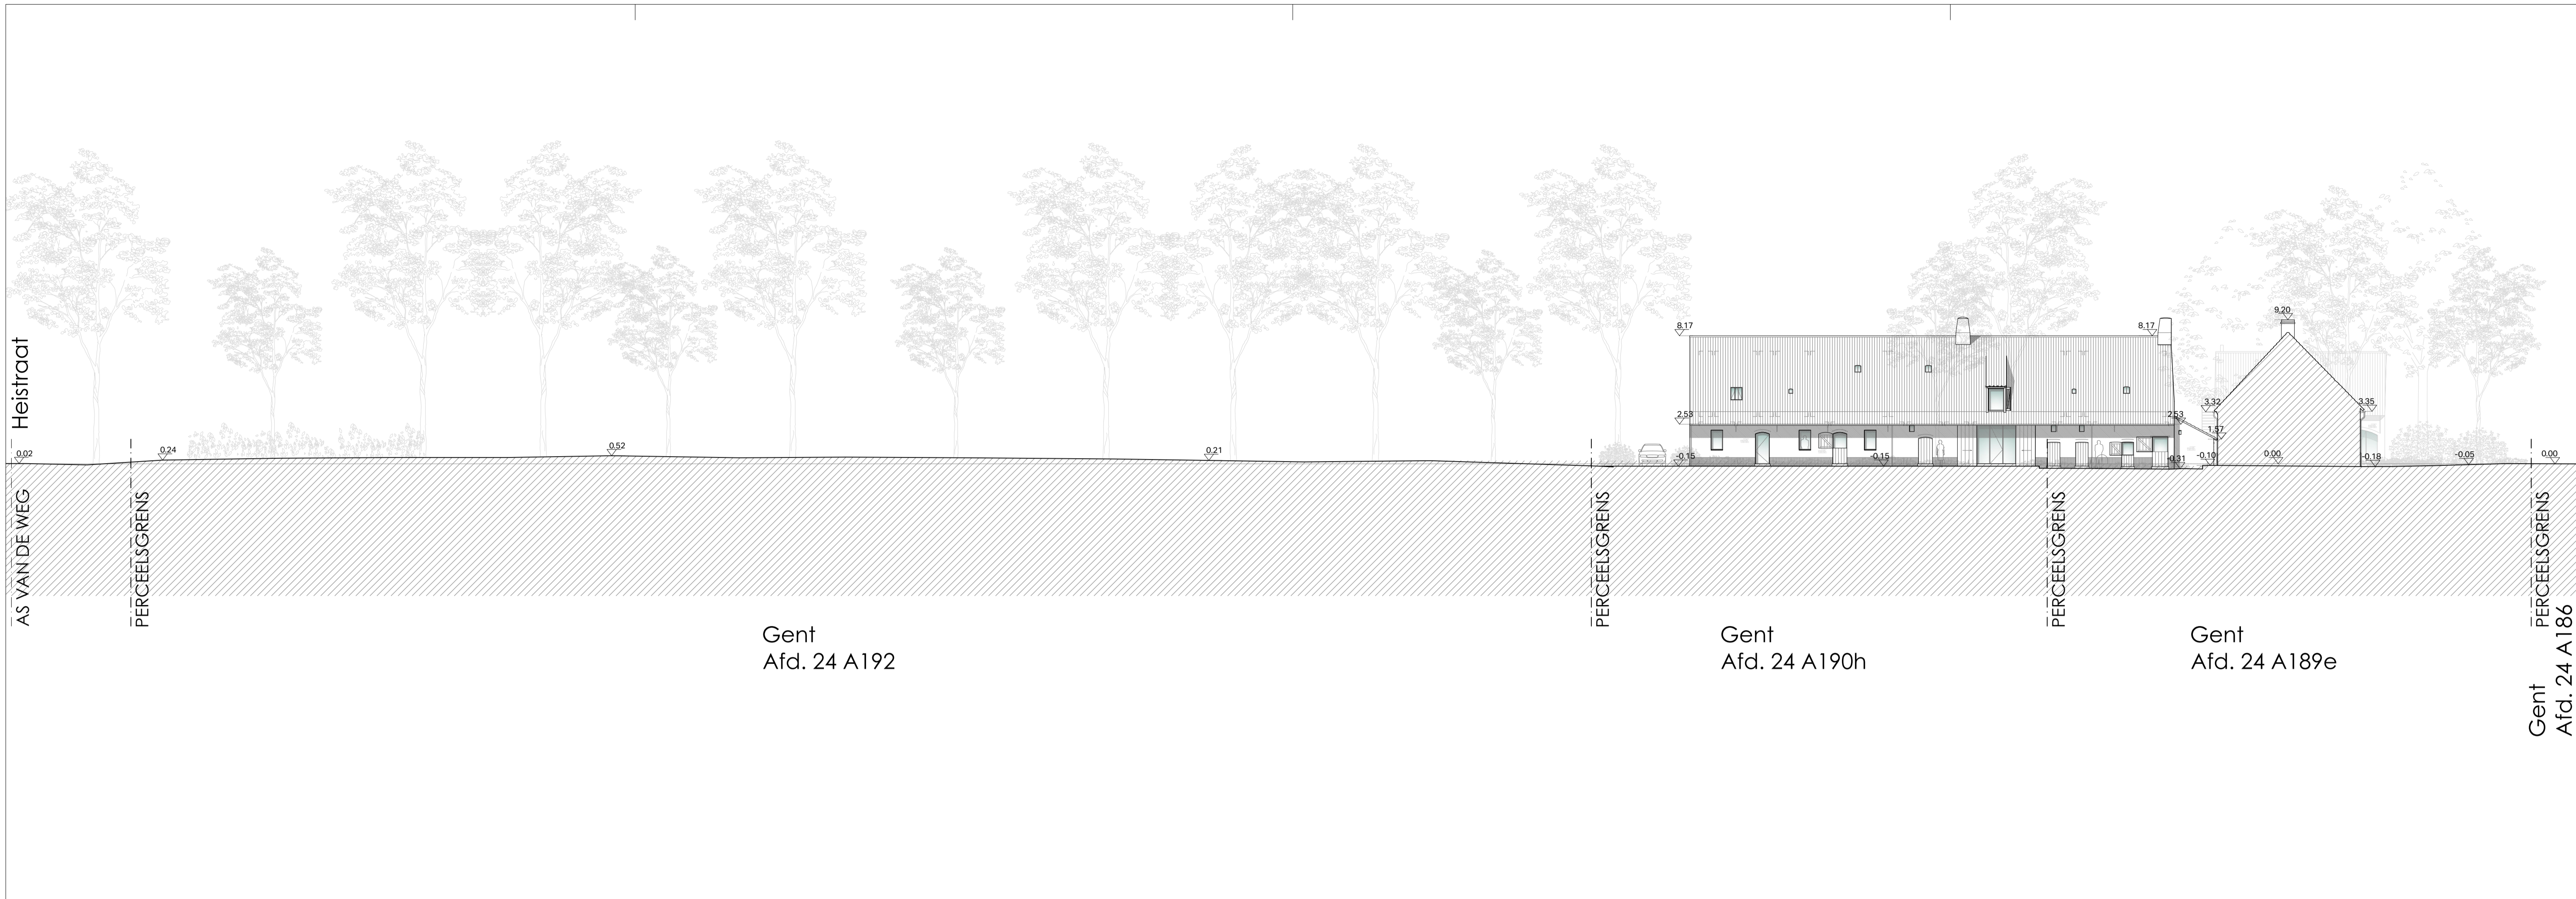 Heistraat
0.02
0.24
0.52
0.21
8.17
2.53
-0.15
-0.15
8.17
2.53
1.57
-0.31
3.32
-0.10
9.20
0.00
3.35
-0.18
-0.05
0.00
AS VAN DE WEG
PERCEELSGRENS
PERCEELSGRENS
PERCEELSGRENS
PERCEELSGRENS
Gent
Afd. 24 A192
Gent
Afd. 24 A190h
Gent
Afd. 24 A189e
Gent
Afd. 24 A186